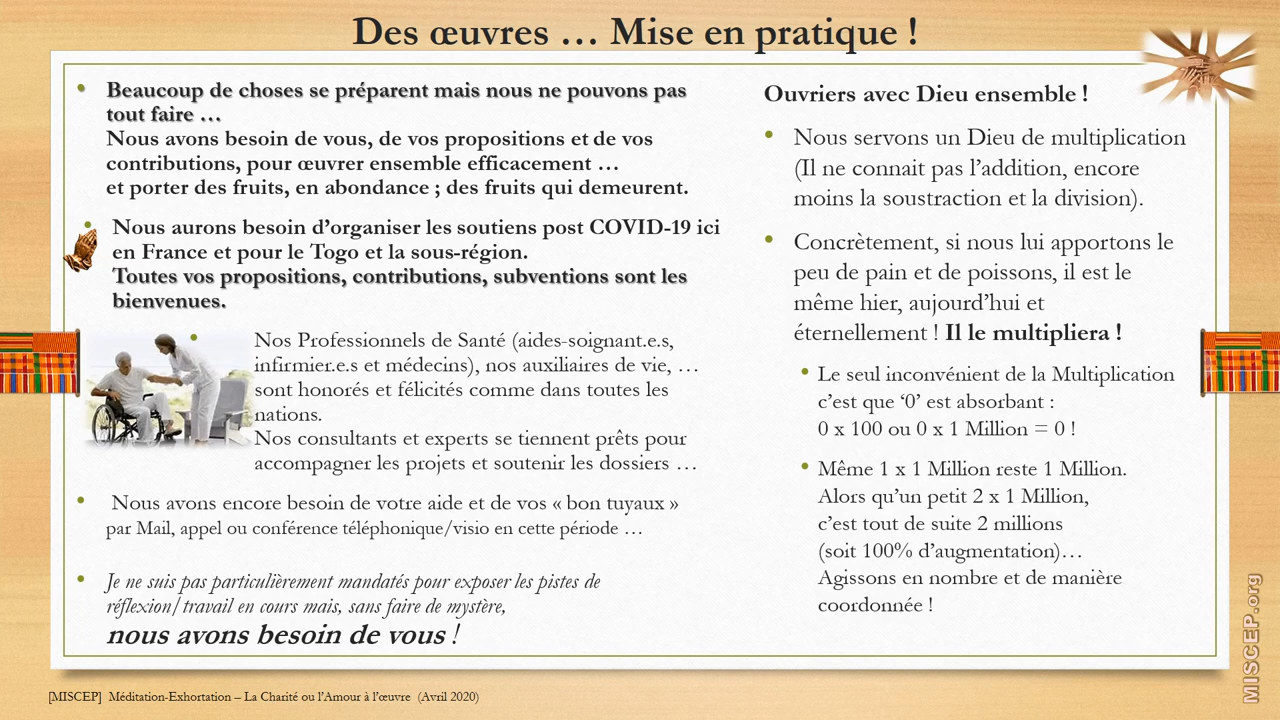 Des œuvres … Mise en pratique !
Beaucoup de choses se préparent mais nous ne pouvons pas
tout faire …
Nous avons besoin de vous, de vos propositions et de vos
contributions, pour œuvrer ensemble efficacement …
et porter des fruits, en abondance ; des fruits qui demeurent.
Nous aurons besoin d’organiser les soutiens post COVID-19 ici
en France et pour le Togo et la sous-région.
Toutes vos propositions, contributions, subventions sont les
bienvenues.
Nos Professionnels de Santé (aides-soignant.e.s,
infirmier.e.s et médecins), nos auxiliaires de vie, …
sont honorés et félicités comme dans toutes les
nations.
Nos consultants et experts se tiennent prêts pour
accompagner les projets et soutenir les dossiers …
Nous avons encore besoin de votre aide et de vos « bon tuyaux »
par Mail, appel ou conférence téléphonique/visio en cette période …
Je ne suis pas particulièrement mandatés pour exposer les pistes de
réflexion/travail en cours mais, sans faire de mystère,
nous avons besoin de vous !
Ouvriers avec Dieu ensemble !
Nous servons un Dieu de multiplication
(Il ne connait pas l’addition, encore
moins la soustraction et la division).
Concrètement, si nous lui apportons le
peu de pain et de poissons, il est le
même hier, aujourd’hui et
éternellement ! Il le multipliera !
Le seul inconvénient de la Multiplication
c’est que ‘0’ est absorbant :
0 x 100 ou 0 x 1 Million = 0 !
Même 1 x 1 Million reste 1 Million.
Alors qu’un petit 2 x 1 Million,
c’est tout de suite 2 millions
(soit 100% d’augmentation)…
Agissons en nombre et de manière
coordonnée !
MISCEP.org
[MISCEP] Méditation-Exhortation – La Charité ou l’Amour à l’œuvre (Avril 2020)